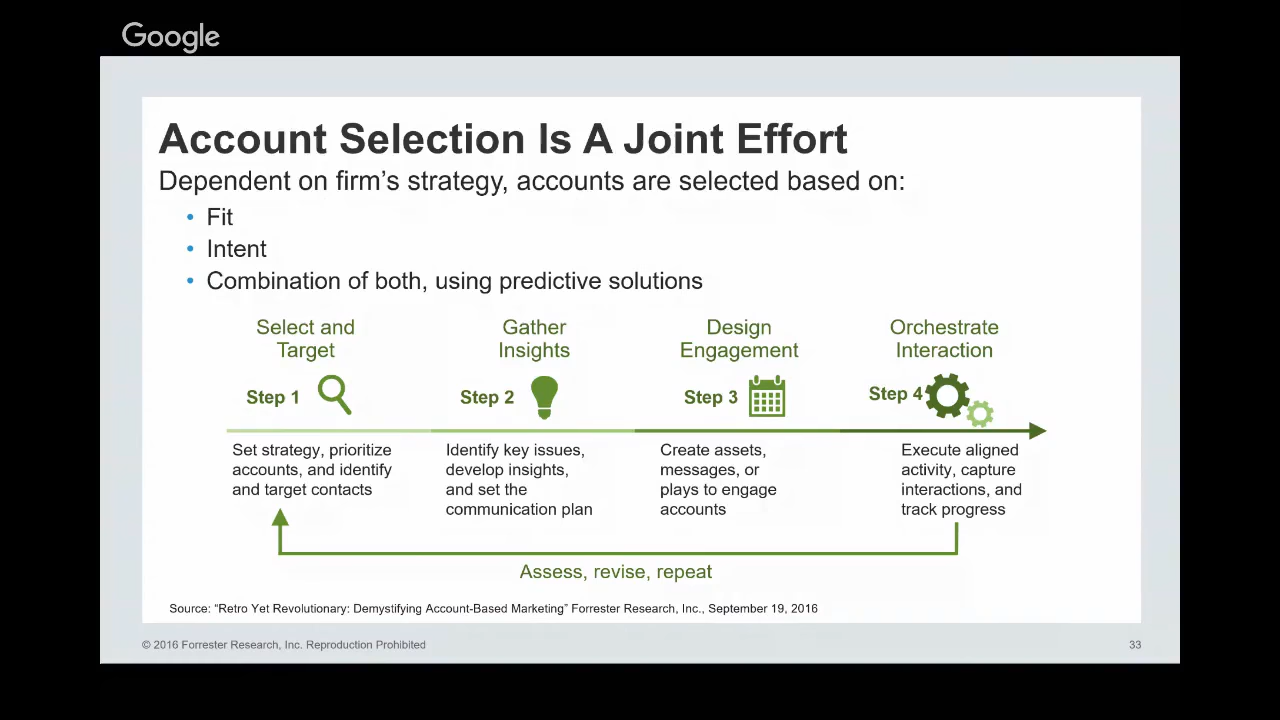 Google
Account Selection Is A Joint Effort
Dependent on firm’s strategy, accounts are selected based on:
• Fit
• Intent
• Combination of both, using predictive solutions
Select and
Target
Step 1
Set strategy, prioritize
accounts, and identify
and target contacts
Gather
Insights
Step 2
Identify key issues,
develop insights,
and set the
communication plan
Design
Engagement
Step 3
Create assets,
messages, or
plays to engage
accounts
Orchestrate
Interaction
Step 4
Execute aligned
activity, capture
interactions, and
track progress
Assess, revise, repeat
Source: “Retro Yet Revolutionary: Demystifying Account-Based Marketing” Forrester Research, Inc., September 19, 2016
© 2016 Forrester Research, Inc. Reproduction Prohibited
33